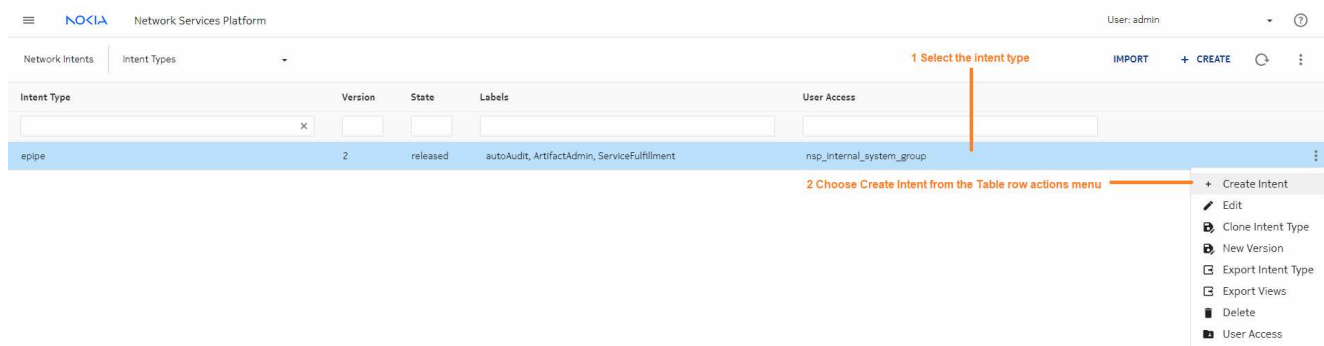 NOKIA Network Services Platform User: admin
Network Intents Intent Types 1 Select the intent type IMPORT + CREATE
Intent Type Version State Labels User Access
epipe 2 released autoAudit, ArtifactAdmin, ServiceFulfillment nsp_internal_system_group
2 Choose Create Intent from the Table row actions menu + Create Intent
Edit
Clone Intent Type
New Version
Export Intent Type
Export Views
Delete
User Access